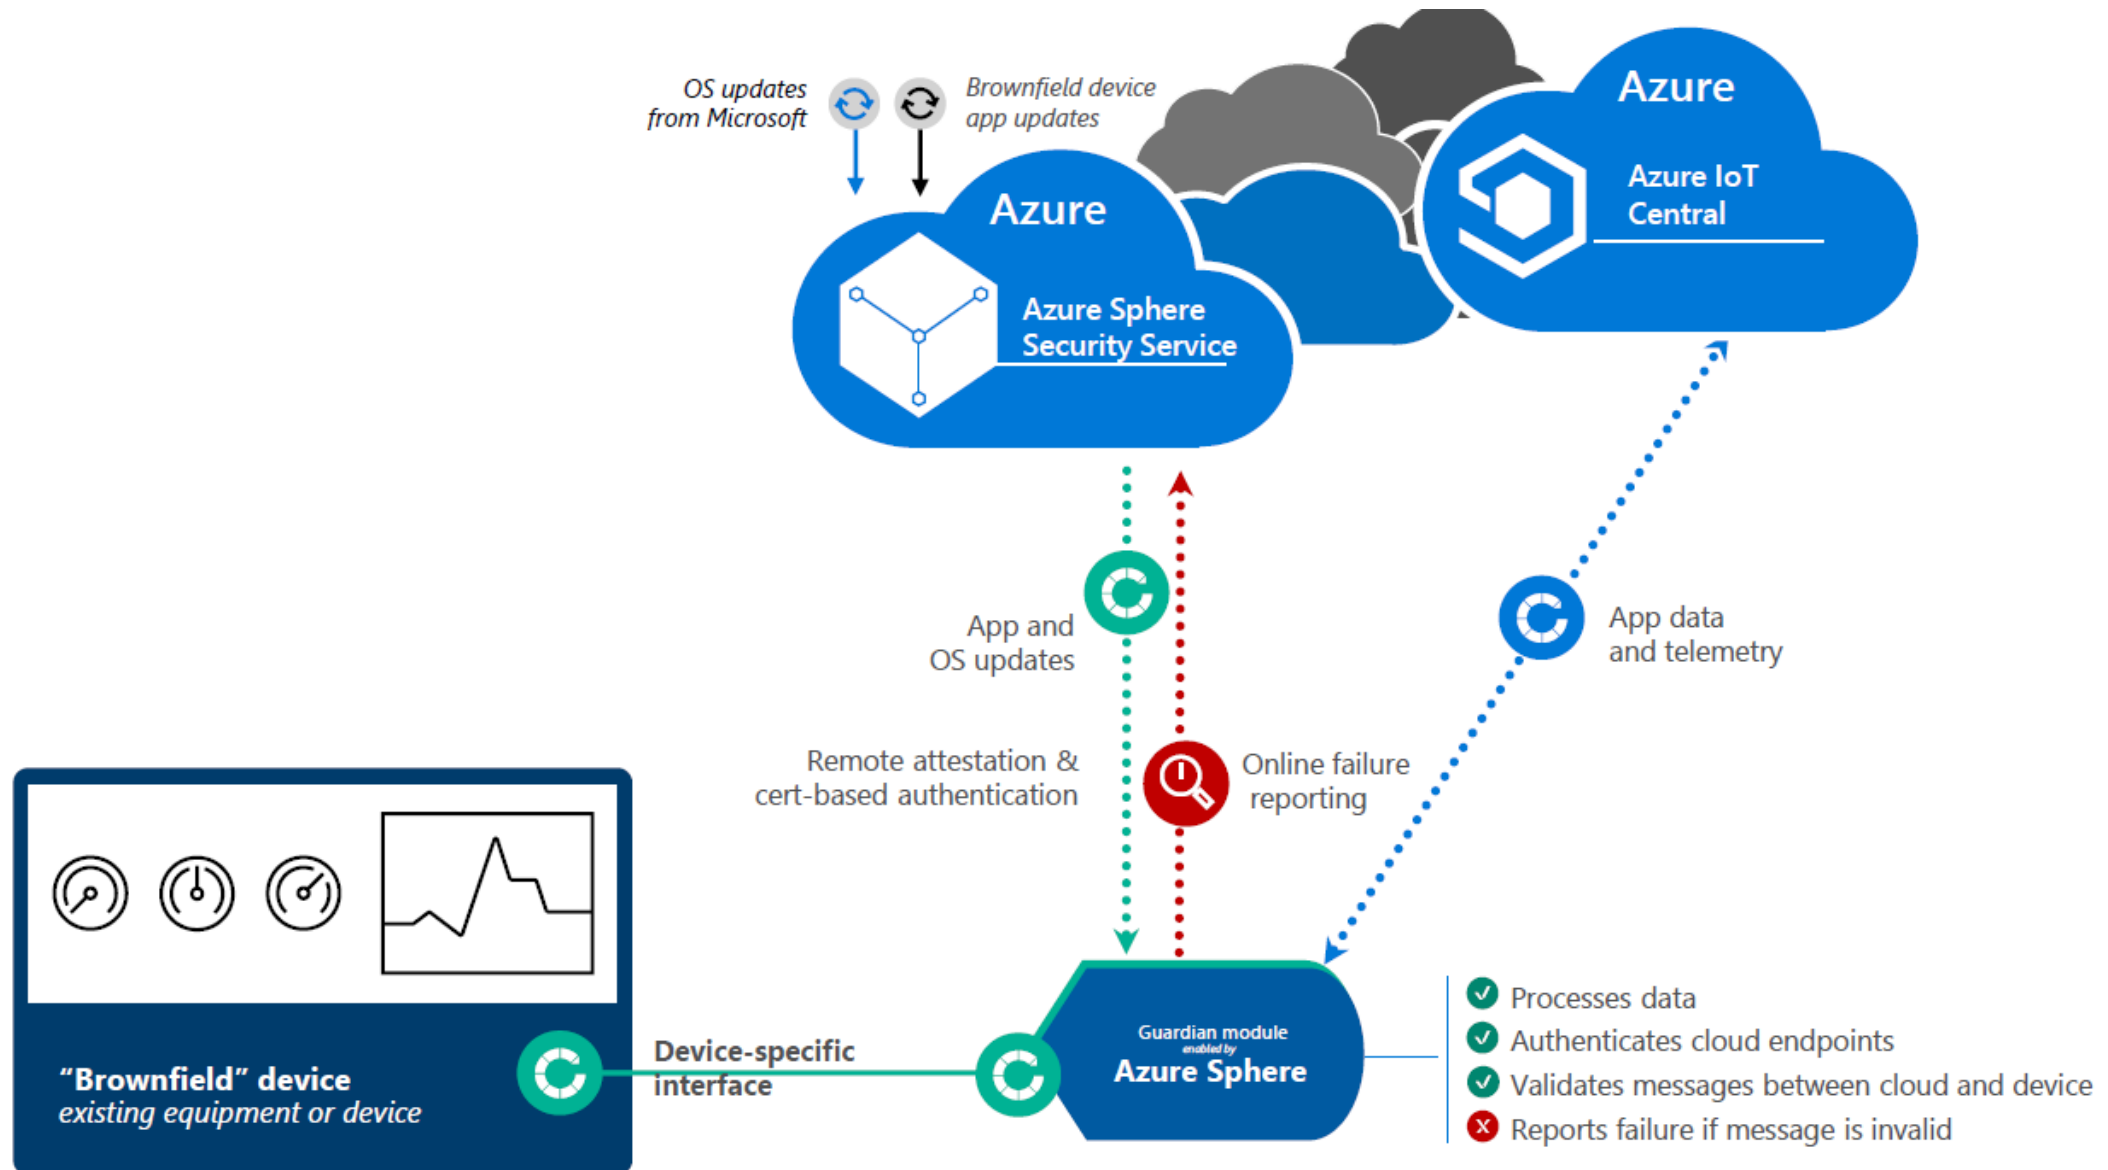 OS updates
from Microsoft
Brownfield device
app updates
Azure
Azure IoT
Central
Azure
Azure Sphere
Security Service
App and
OS updates
App data
and telemetry
Remote attestation &
cert-based authentication
Online failure
reporting
"Brownfield" device
existing equipment or device
Device-specific
interface
Guardian module
enabled by
Azure Sphere
Processes data
Authenticates cloud endpoints
Validates messages between cloud and device
X Reports failure if message is invalid